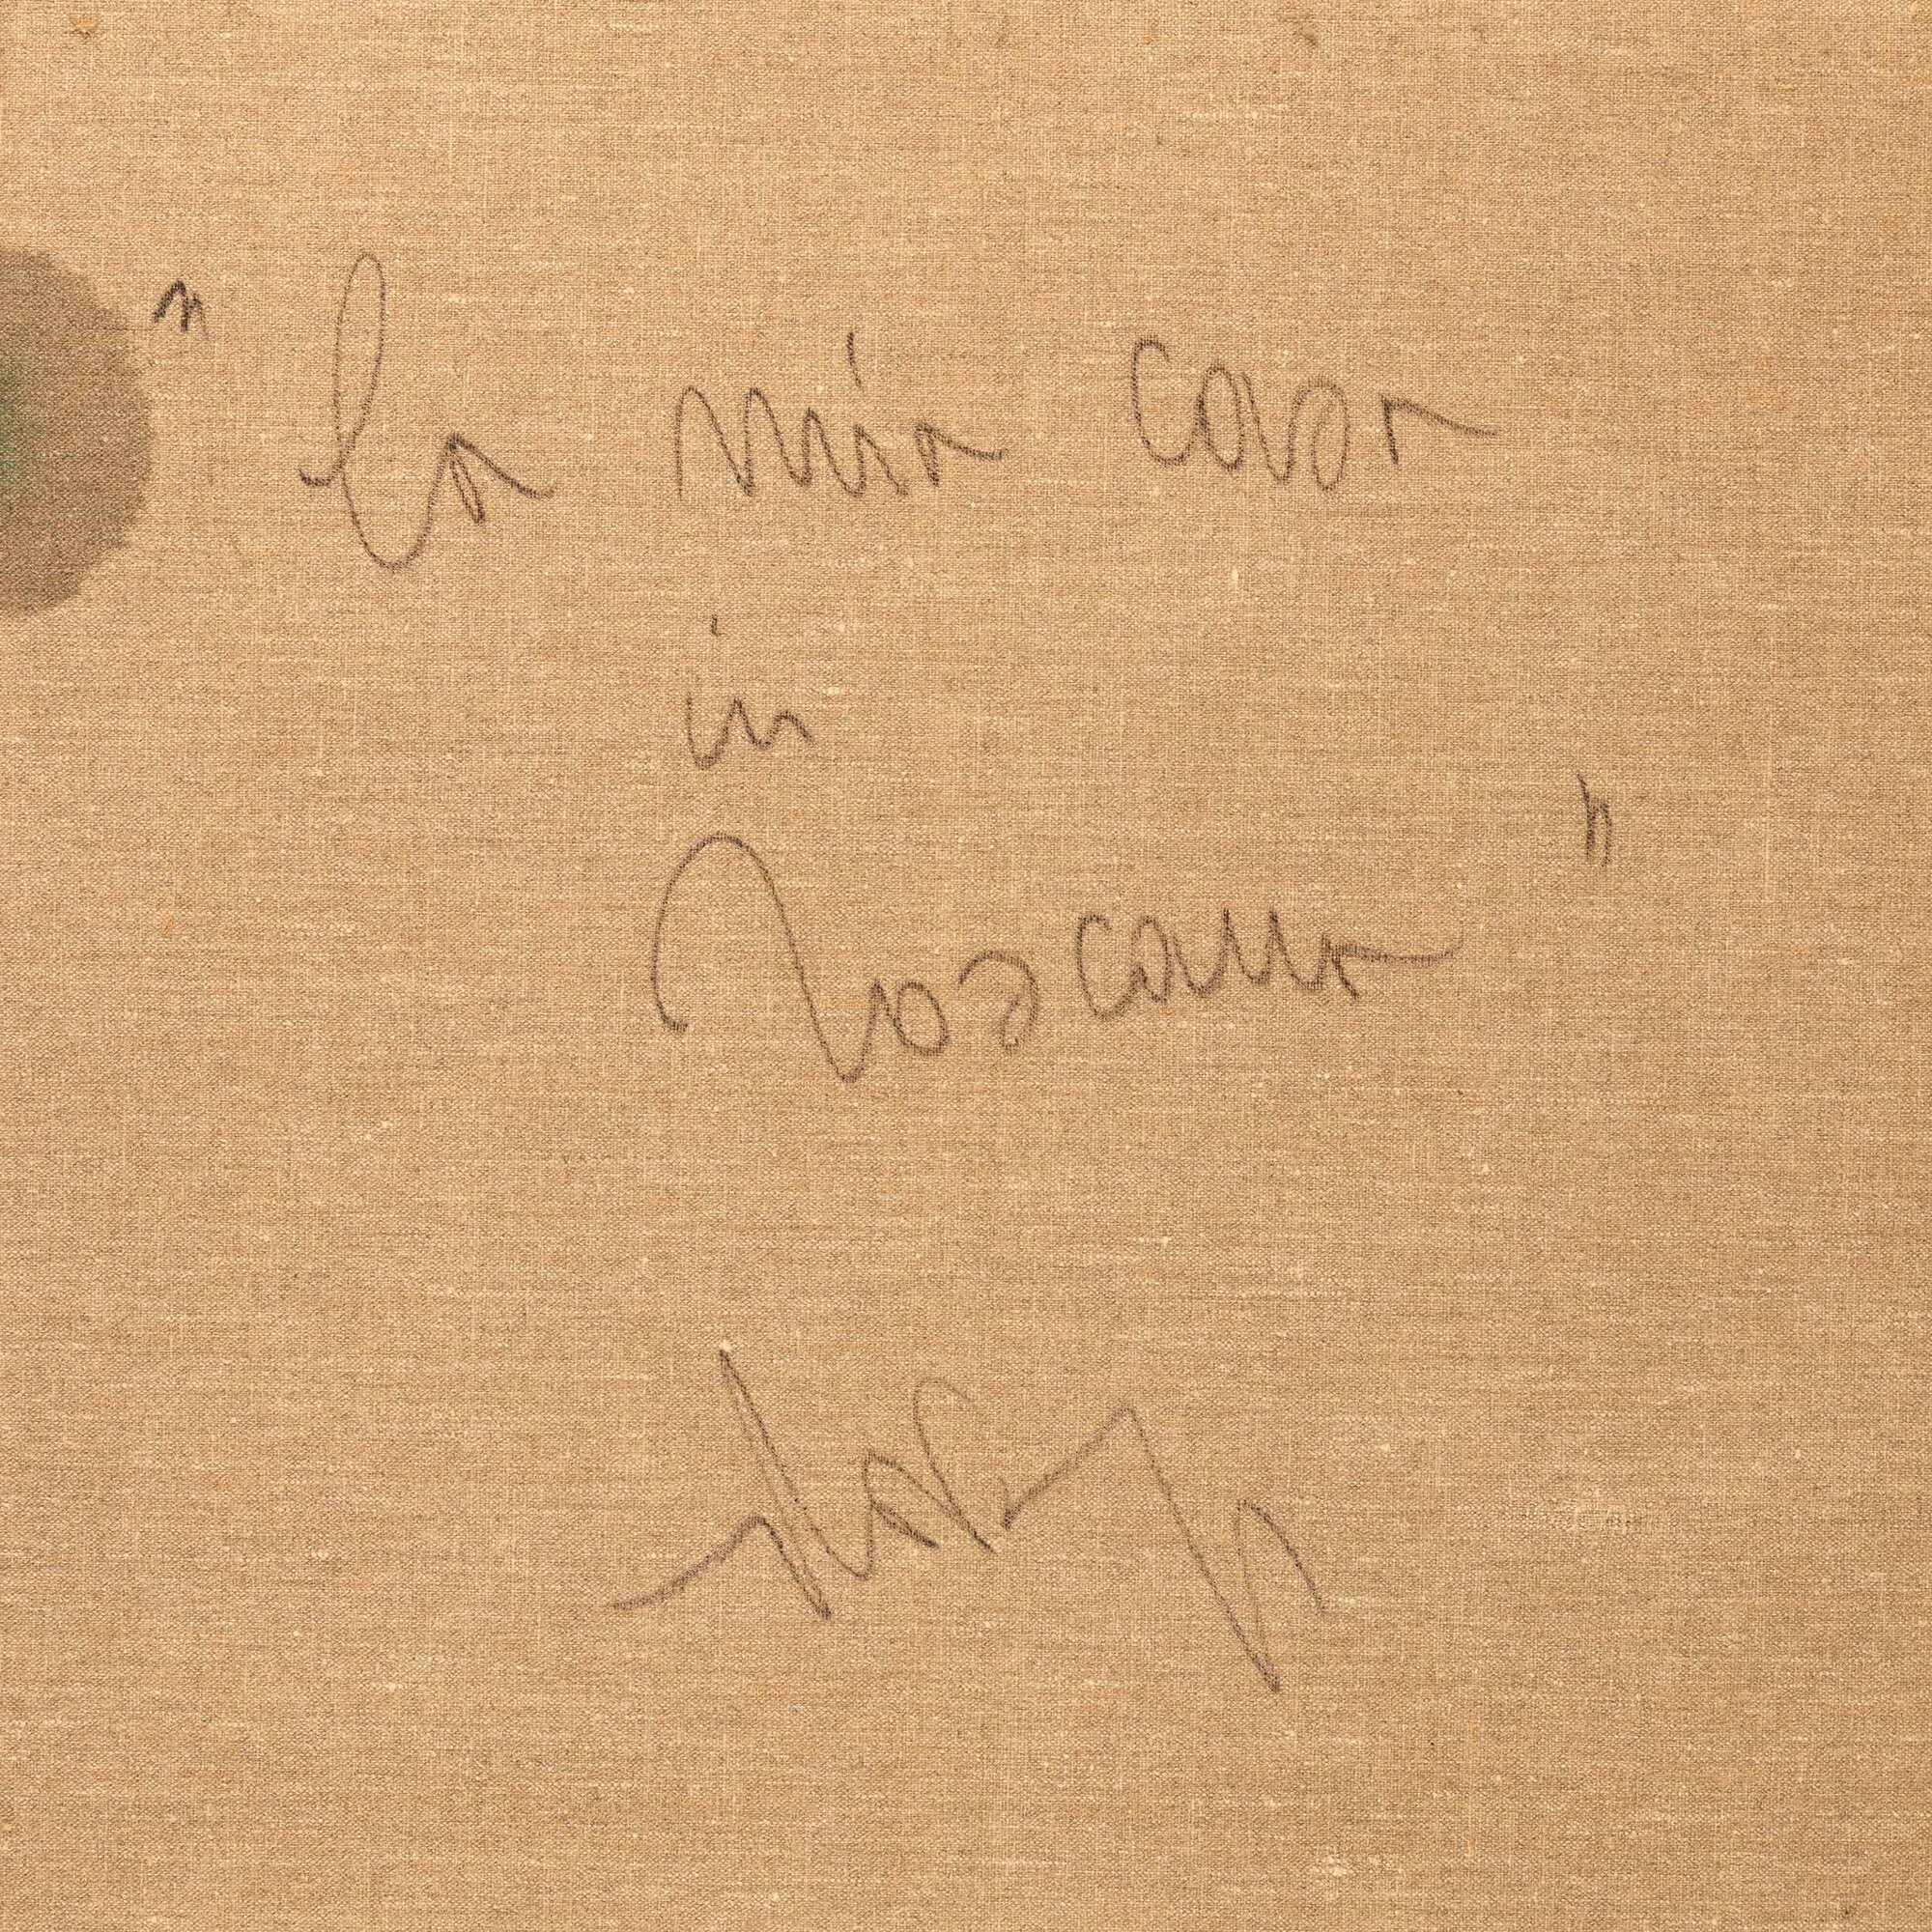 "la mia casa
in
Toscana"